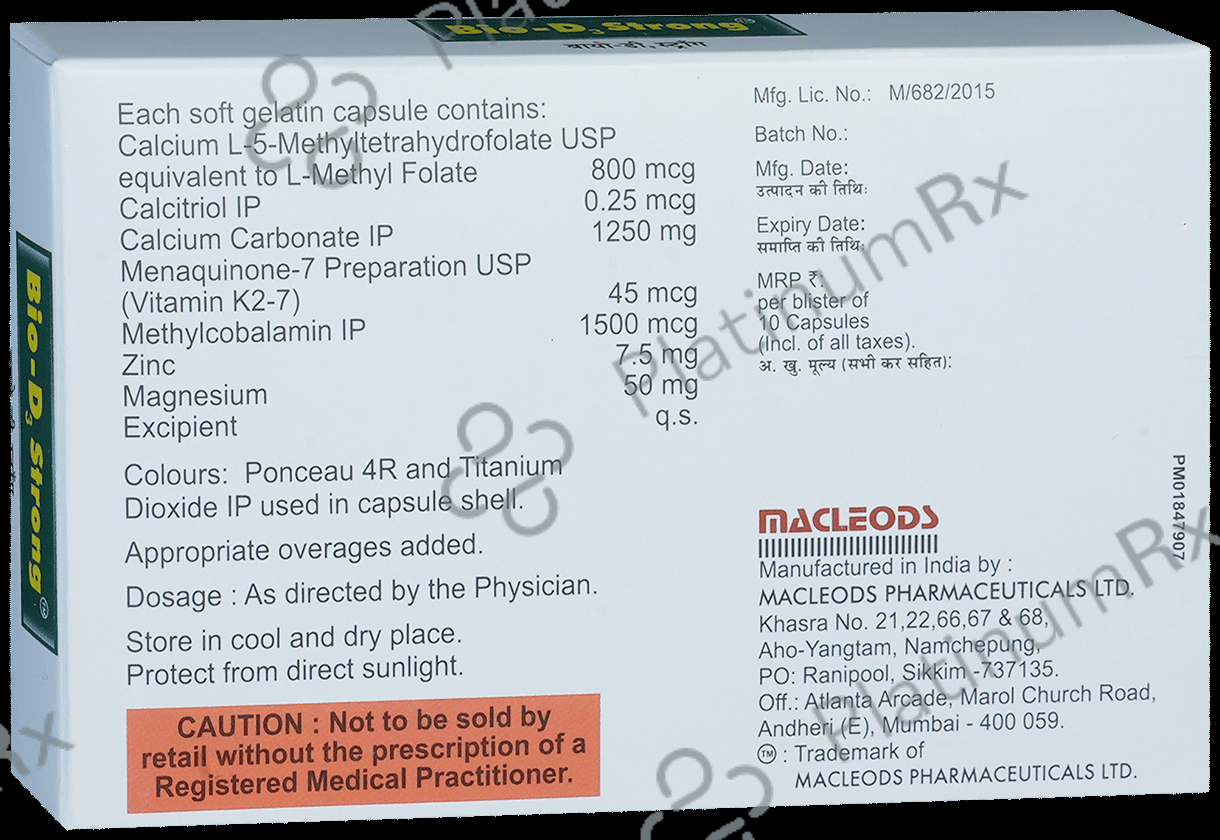 Bio-D3 Strong
बायो-डी3 स्ट्रॉंग
Each soft gelatin capsule contains:
Calcium L-5-Methyltetrahydrofolate USP
equivalent to L-Methyl Folate 800 mcg
Calcitriol IP 0.25 mcg
Calcium Carbonate IP 1250 mg
Menaquinone-7 Preparation USP
(Vitamin K2-7) 45 mcg
Methylcobalamin IP 1500 mcg
Zinc 7.5 mg
Magnesium 50 mg
Excipient q.s.
Colours: Ponceau 4R and Titanium
Dioxide IP used in capsule shell.
Appropriate overages added.
Dosage : As directed by the Physician.
Store in cool and dry place.
Protect from direct sunlight.
CAUTION : Not to be sold by
retail without the prescription of a
Registered Medical Practitioner.
Mfg. Lic. No.: M/682/2015
Batch No.:
Mfg. Date:
उत्पादन की तिथि:
Expiry Date:
समाप्ति की तिथि:
MRP ₹:
per blister of
10 Capsules
(Incl. of all taxes).
अ. खु. मूल्य (सभी कर सहित):
MACLEODS
Manufactured in India by :
MACLEODS PHARMACEUTICALS LTD.
Khasra No. 21,22,66,67 & 68,
Aho-Yangtam, Namchepung,
PO: Ranipool, Sikkim -737135.
Off.: Atlanta Arcade, Marol Church Road,
Andheri (E), Mumbai - 400 059.
TM : Trademark of
MACLEODS PHARMACEUTICALS LTD.
PM01847907
Bio-D3 Strong TM
PlatinumRx
PlatinumRx
PlatinumRx